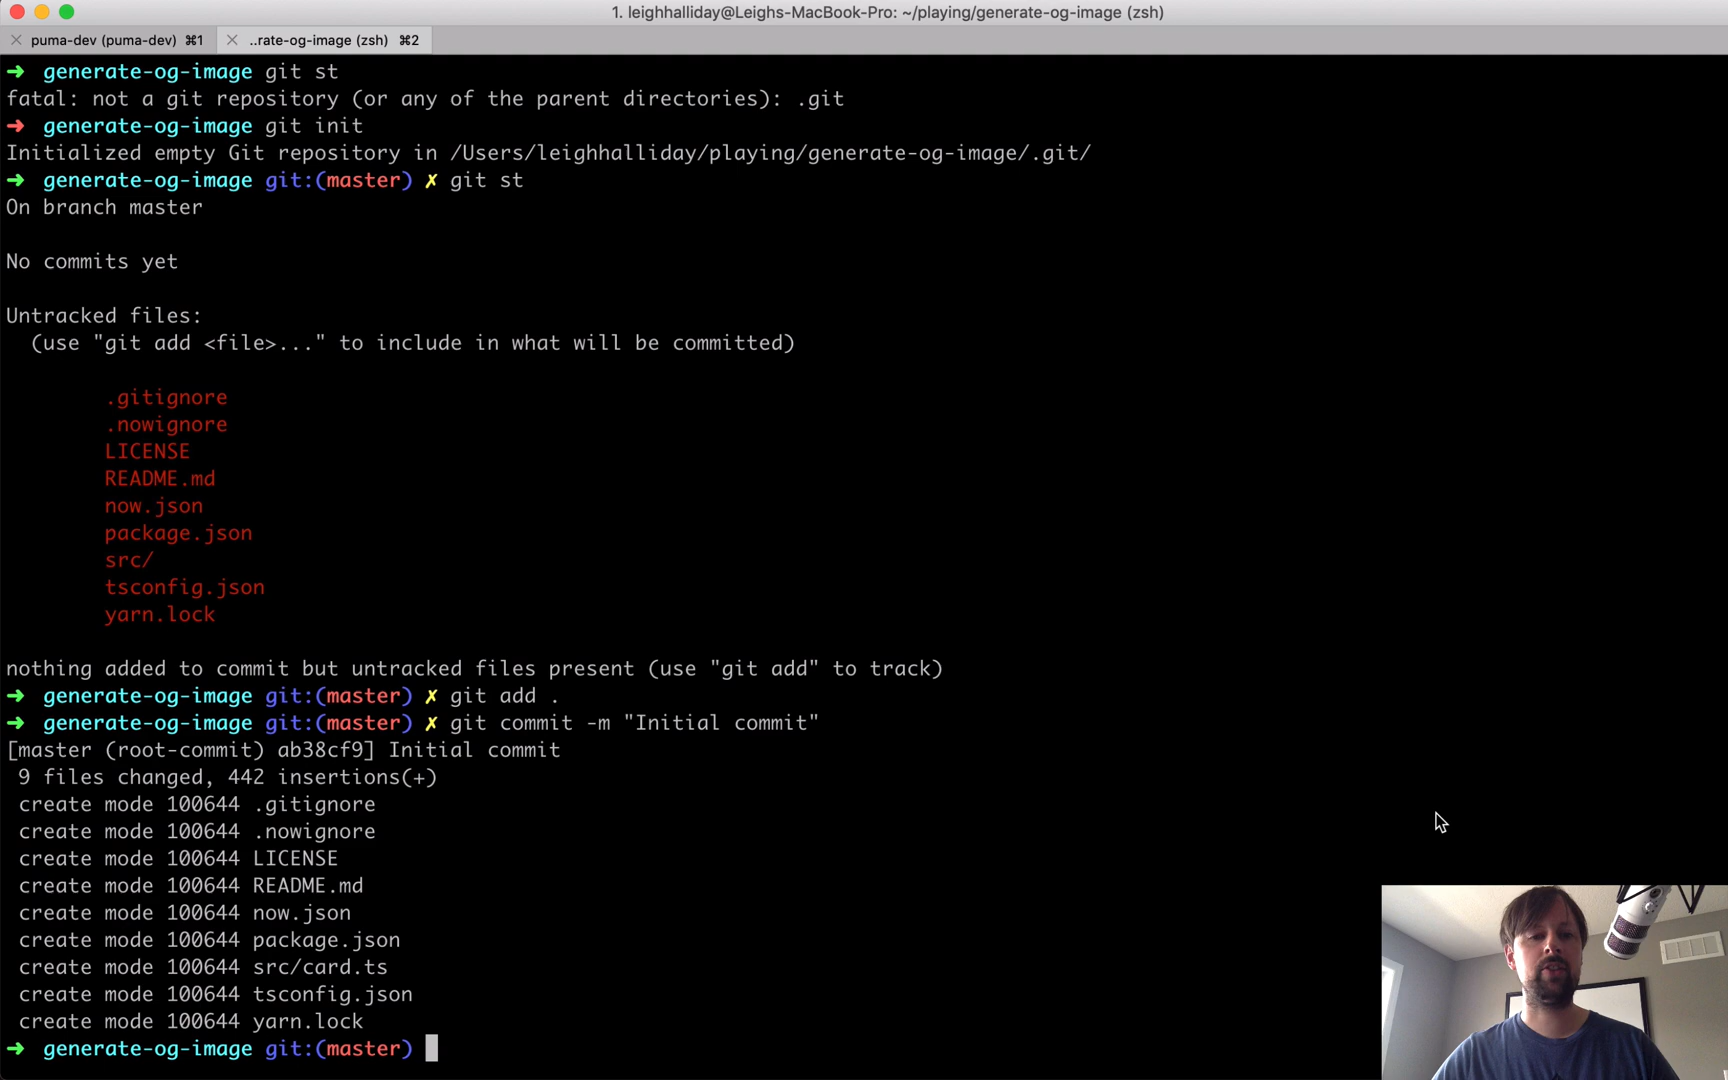 1. leighhalliday@Leighs-MacBook-Pro: ~/playing/generate-og-image (zsh)
puma-dev (puma-dev) ⌘1 ..rate-og-image (zsh) ⌘2
➜ generate-og-image git st
fatal: not a git repository (or any of the parent directories): .git
➜ generate-og-image git init
Initialized empty Git repository in /Users/leighhalliday/playing/generate-og-image/.git/
➜ generate-og-image git:(master) ✗ git st
On branch master
No commits yet
Untracked files:
(use "git add <file>..." to include in what will be committed)
.gitignore
.nowignore
LICENSE
README.md
now.json
package.json
src/
tsconfig.json
yarn.lock
nothing added to commit but untracked files present (use "git add" to track)
➜ generate-og-image git:(master) ✗ git add .
➜ generate-og-image git:(master) ✗ git commit -m "Initial commit"
[master (root-commit) ab38cf9] Initial commit
9 files changed, 442 insertions(+)
create mode 100644 .gitignore
create mode 100644 .nowignore
create mode 100644 LICENSE
create mode 100644 README.md
create mode 100644 now.json
create mode 100644 package.json
create mode 100644 src/card.ts
create mode 100644 tsconfig.json
create mode 100644 yarn.lock
➜ generate-og-image git:(master)